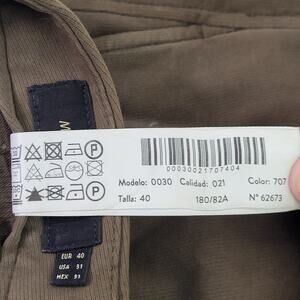 00030021707404
Modelo: 0030 Calidad: 021 Color: 707
Talla: 40 180/82A Nº 62673
P
P
EUR 40
USA 31
MEX 31